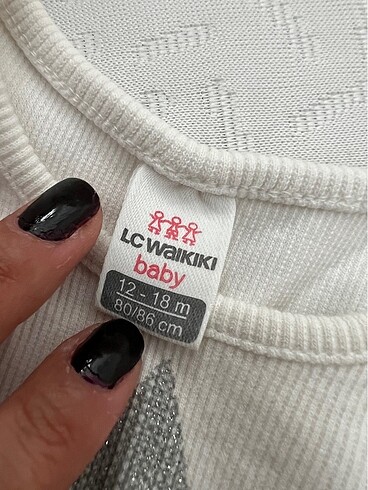 LC WAIKIKI
baby
12 - 18 m
80/86 cm